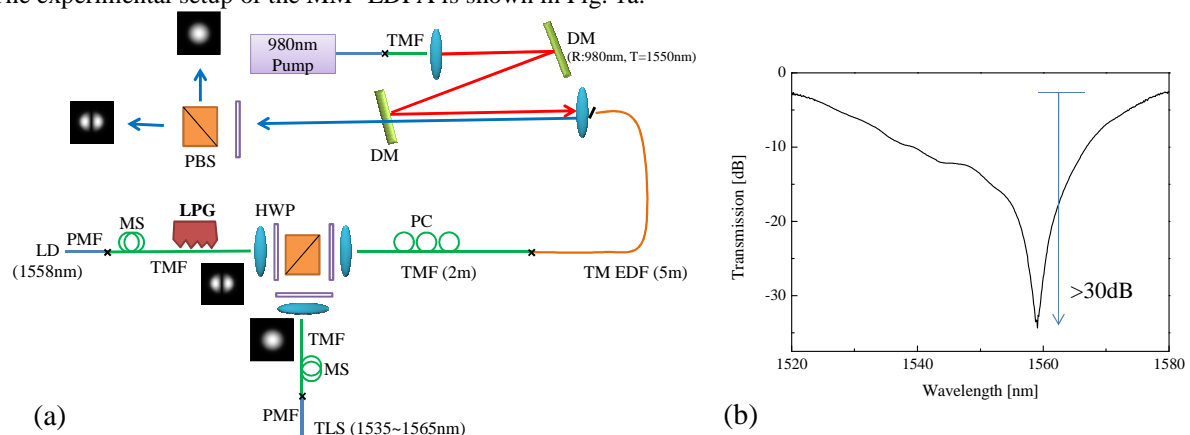 The experimental setup of the MM- EDFA is shown in Fig. 1a.
980nm
Pump
TMF
DM
(R:980nm, T=1550nm)
PBS
DM
LD
(1558nm)
PMF
MS
LPG
TMF
HWP
PC
TMF (2m)
TM EDF (5m)
TMF
MS
PMF
TLS (1535~1565nm)
(a)
0
-10
-20
-30
Transmission [dB]
>30dB
1520
1540
1560
1580
Wavelength [nm]
(b)